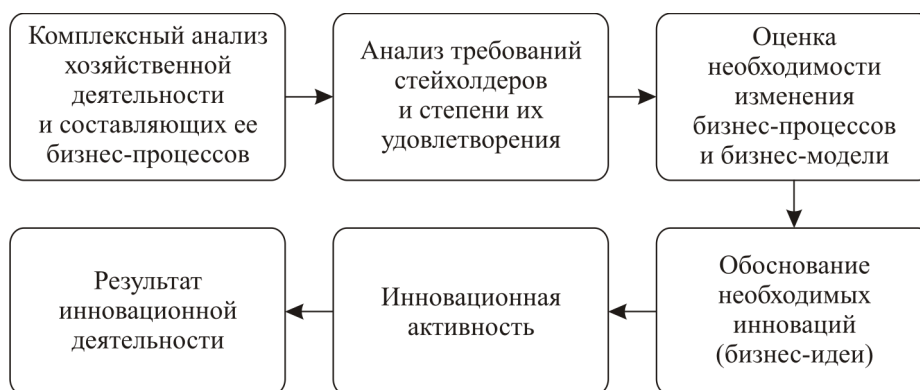 Комплексный анализ
хозяйственной
деятельности
и составляющих ее
бизнес-процессов
Анализ требований
стейхолдеров
и степени их
удовлетворения
Оценка
необходимости
изменения
бизнес-процессов
и бизнес-модели
Обоснование
необходимых
инноваций
(бизнес-идеи)
Инновационная
активность
Результат
инновационной
деятельности